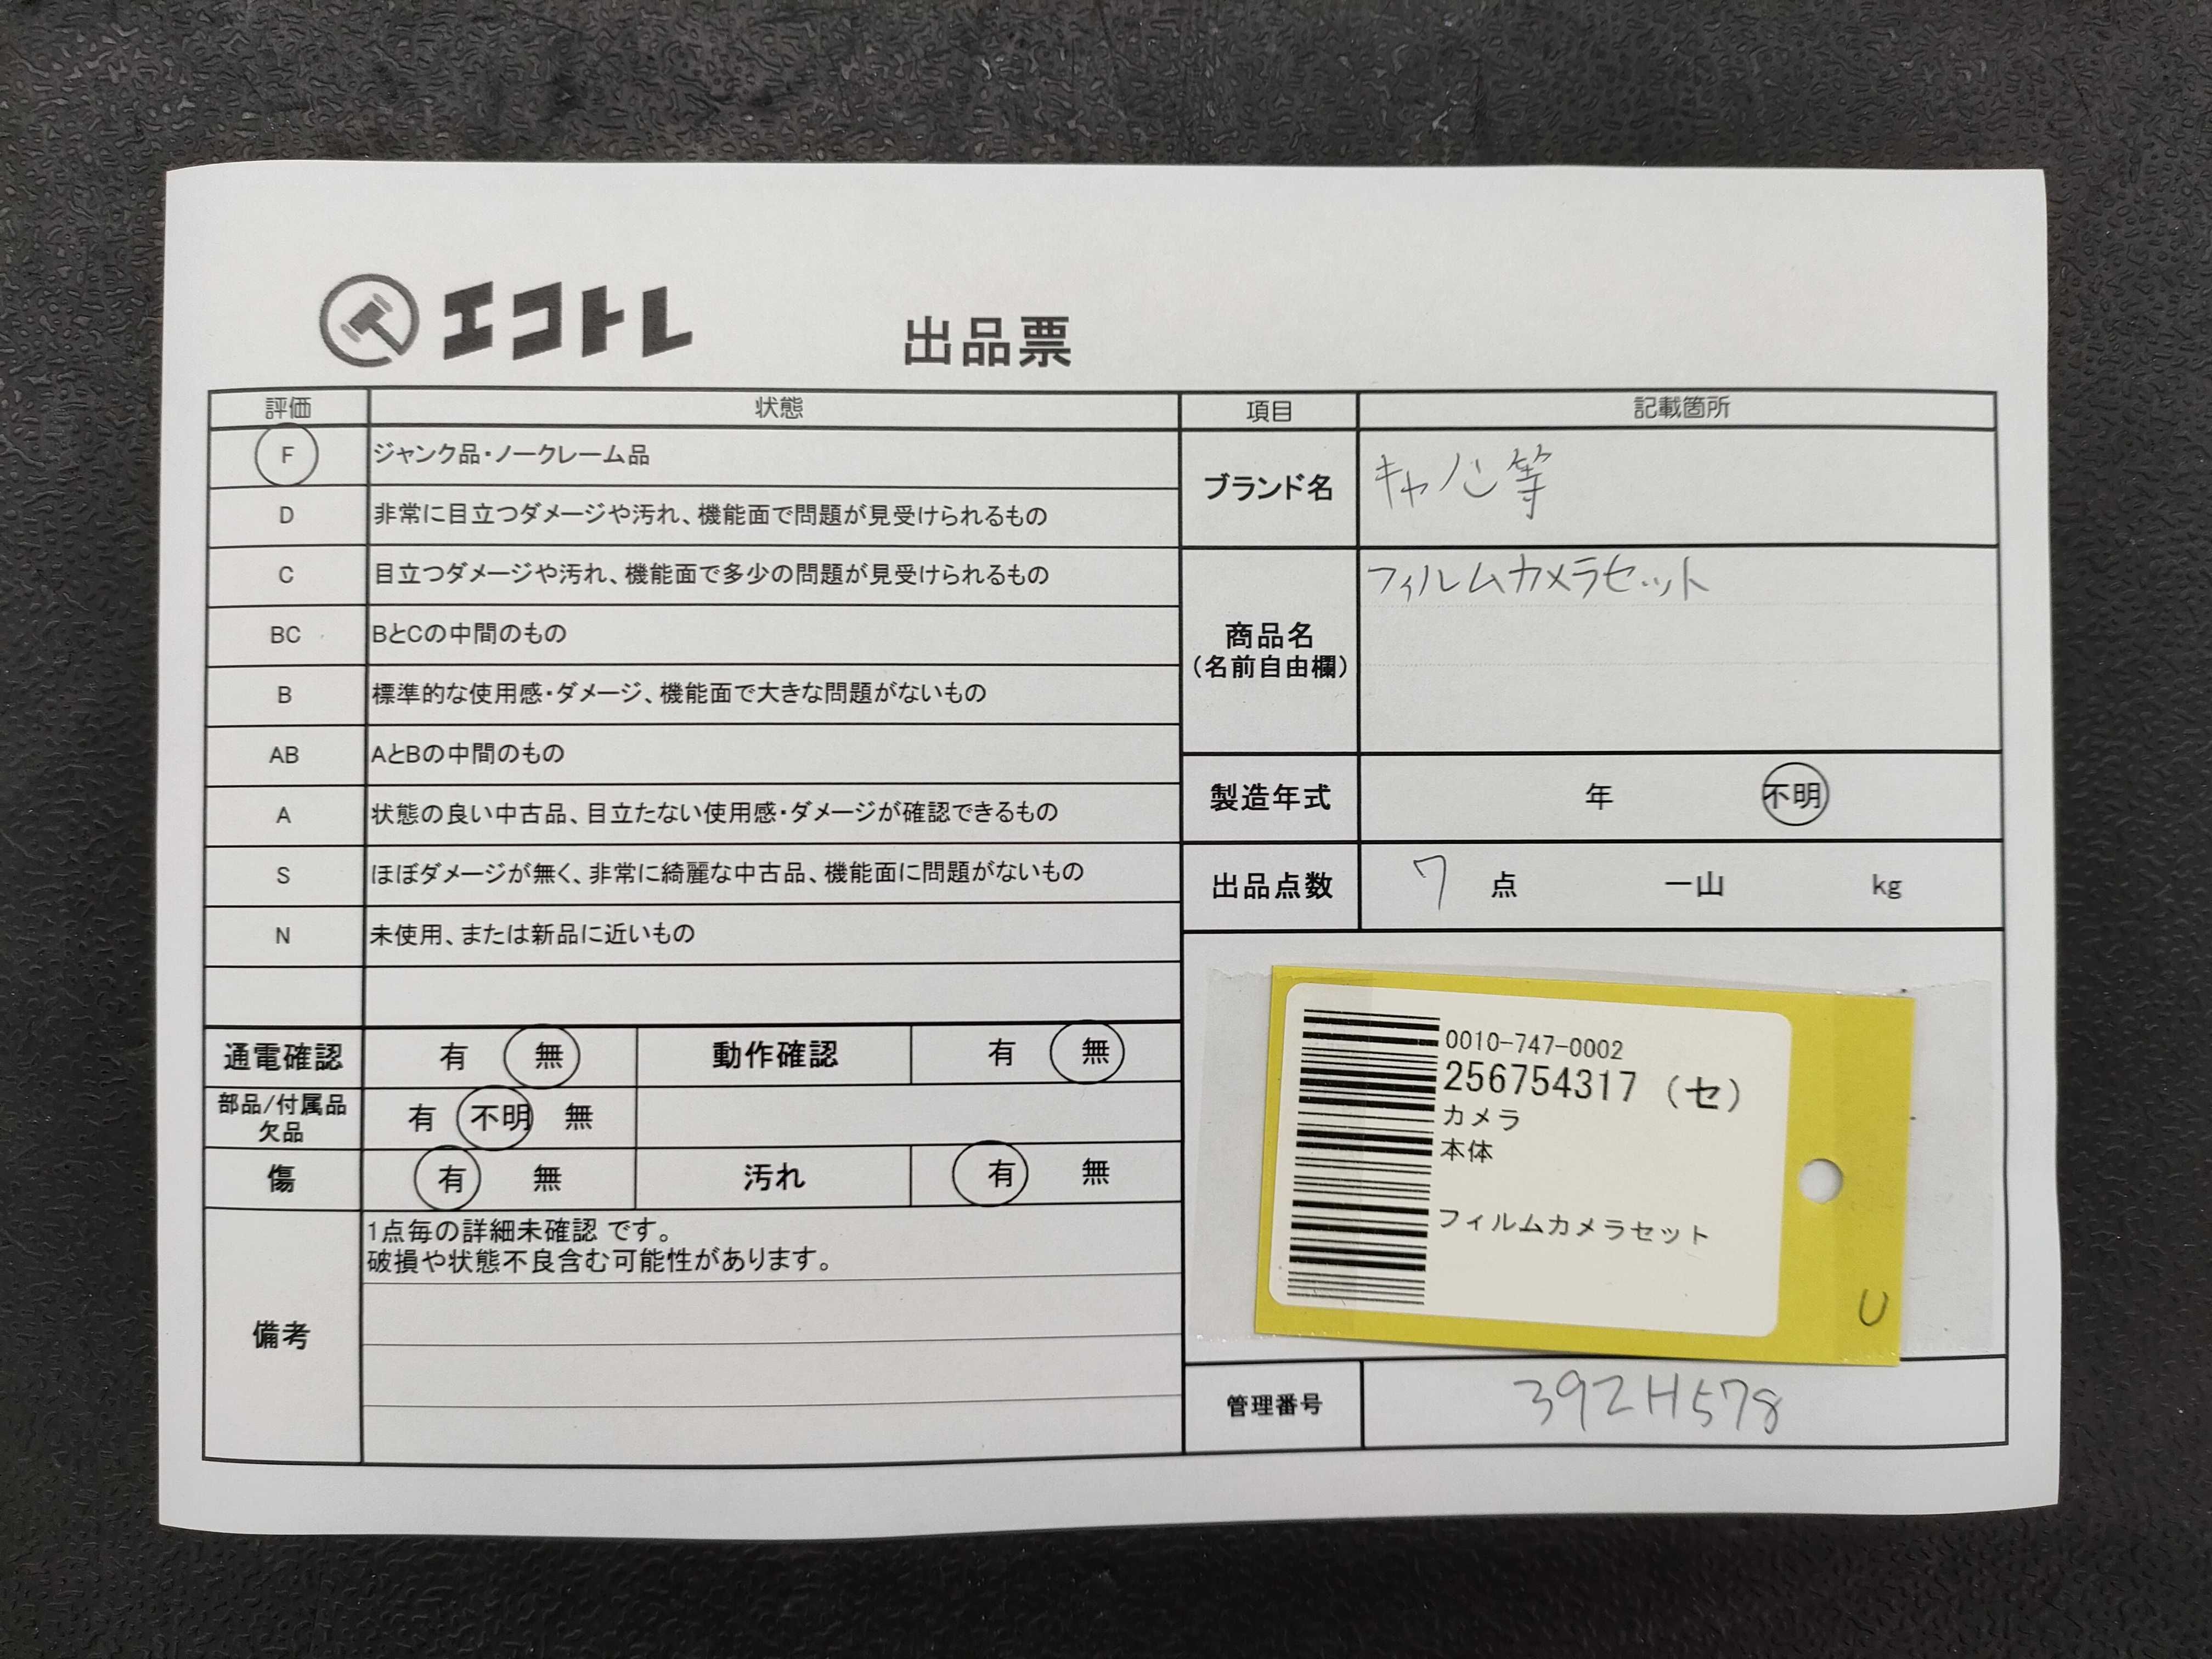 エコトレ
出品票
評価 状態
F ジャンク品・ノークレーム品
D 非常に目立つダメージや汚れ、機能面で問題が見受けられるもの
C 目立つダメージや汚れ、機能面で多少の問題が見受けられるもの
BC BとCの中間のもの
B 標準的な使用感・ダメージ、機能面で大きな問題がないもの
AB AとBの中間のもの
A 状態の良い中古品、目立たない使用感・ダメージが確認できるもの
S ほぼダメージが無く、非常に綺麗な中古品、機能面に問題がないもの
N 未使用、または新品に近いもの
通電確認 有 無 動作確認 有 無
部品/付属品
欠品 有 不明 無
傷 有 無 汚れ 有 無
備考
1点毎の詳細未確認 です。
破損や状態不良含む可能性があります。
項目 記載箇所
ブランド名 キヤノン等
商品名
(名前自由欄)
フィルムカメラセット
製造年式 年 不明
出品点数 7 点 一山 kg
0010-747-0002
256754317 (セ)
カメラ
本体
フィルムカメラセット
U
管理番号 392H578